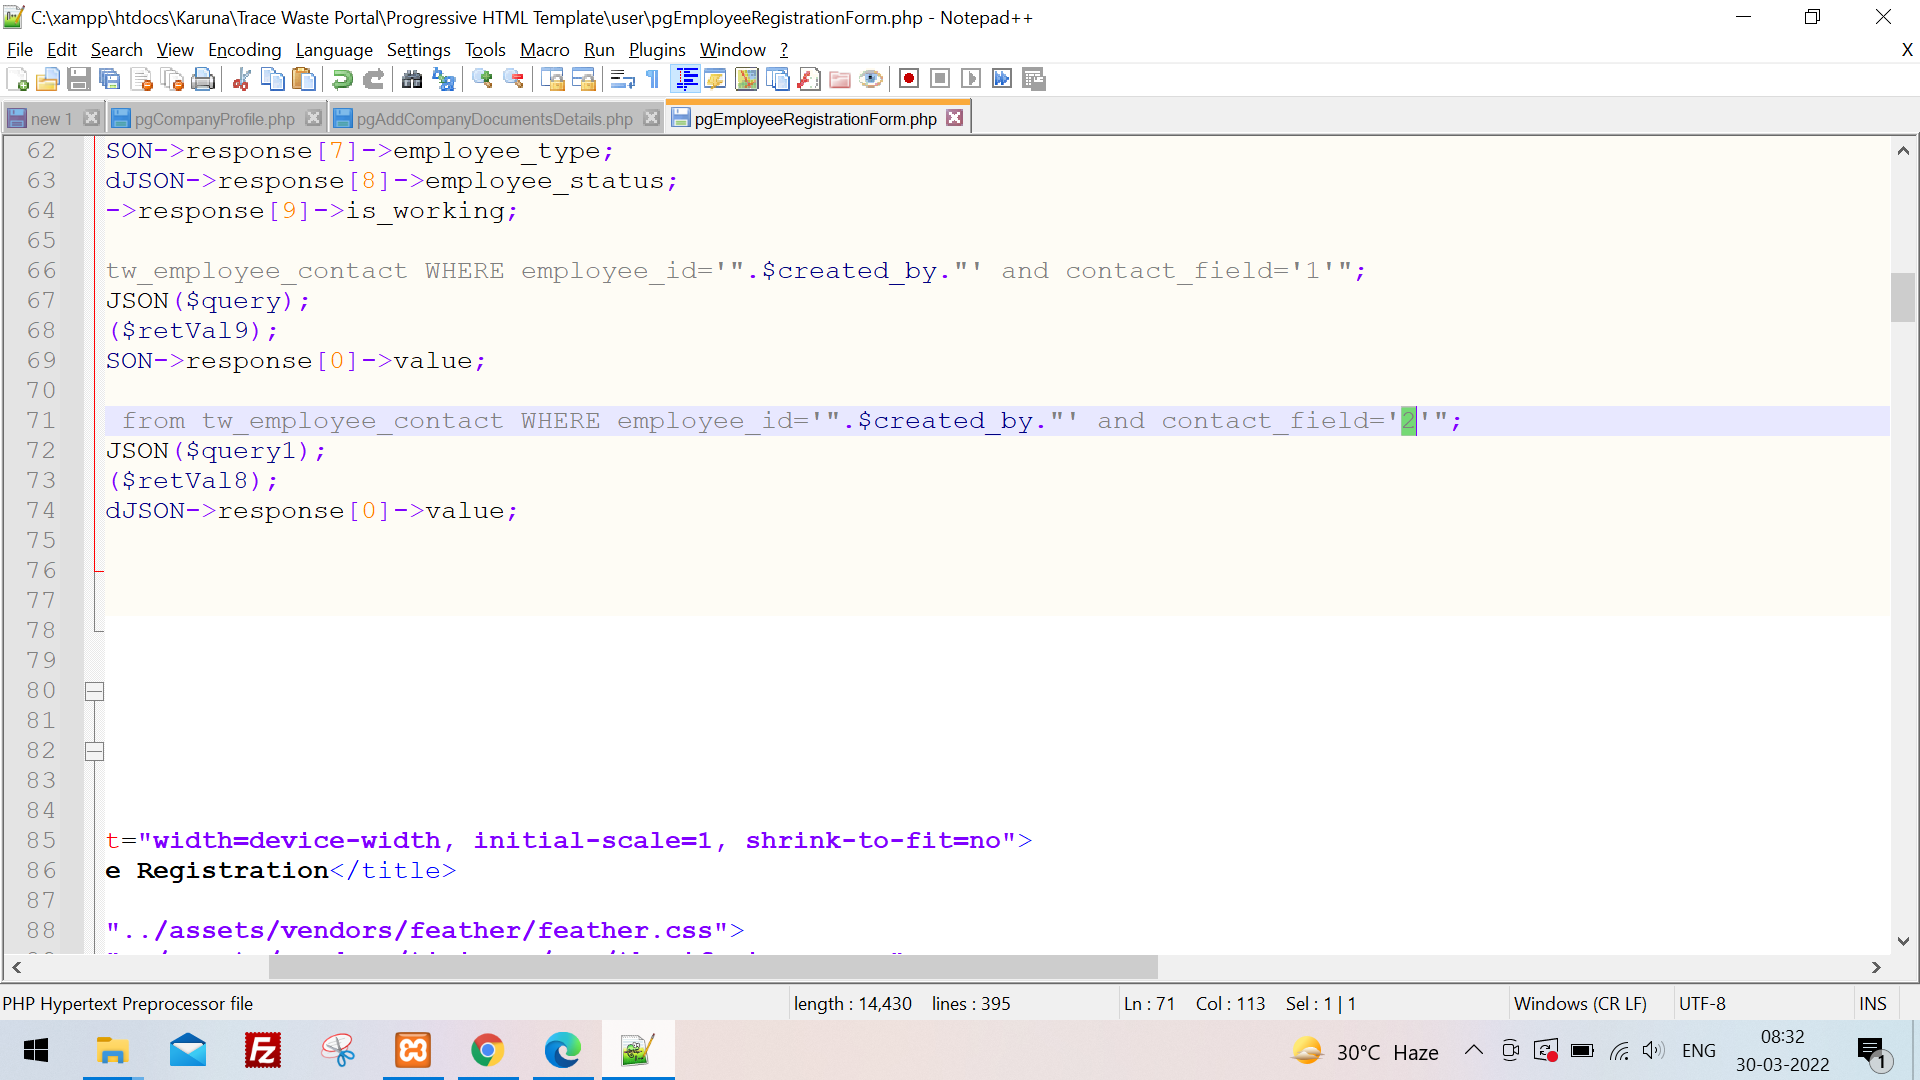 C:\xampp\htdocs\Karuna\Trace Waste Portal\Progressive HTML Template\user\pgEmployeeRegistrationForm.php - Notepad++
File Edit Search View Encoding Language Settings Tools Macro Run Plugins Window ? X
new 1 pgCompanyProfile.php pgAddCompanyDocumentsDetails.php pgEmployeeRegistrationForm.php
62 SON->response[7]->employee_type;
63 dJSON->response[8]->employee_status;
64 ->response[9]->is_working;
65
66 tw_employee_contact WHERE employee_id='".$created_by."' and contact_field='1'";
67 JSON($query);
68 ($retVal9);
69 SON->response[0]->value;
70
71 from tw_employee_contact WHERE employee_id='".$created_by."' and contact_field='2'";
72 JSON($query1);
73 ($retVal8);
74 dJSON->response[0]->value;
75
76
77
78
79
80
81
82
83
84
85 t="width=device-width, initial-scale=1, shrink-to-fit=no">
86 e Registration</title>
87
88 "../assets/vendors/feather/feather.css">
PHP Hypertext Preprocessor file length : 14,430 lines : 395 Ln : 71 Col : 113 Sel : 1 | 1 Windows (CR LF) UTF-8 INS
30°C Haze ENG 08:32
30-03-2022 1